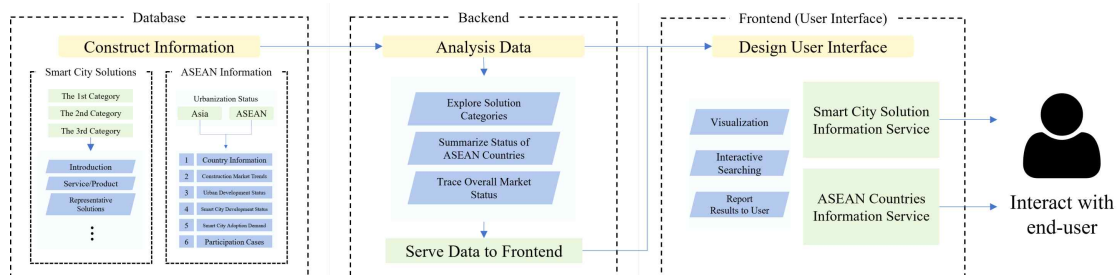 Database
Construct Information
Smart City Solutions
The 1st Category
The 2nd Category
The 3rd Category
Introduction
Service/Product
Representative
Solutions
ASEAN Information
Urbanization Status
Asia
ASEAN
1 Country Information
2 Construction Market Trends
3 Urban Development Status
4 Smart City Development Status
5 Smart City Adoption Demand
6 Participation Cases
Backend
Analysis Data
Explore Solution
Categories
Summarize Status of
ASEAN Countries
Trace Overall Market
Status
Serve Data to Frontend
Frontend (User Interface)
Design User Interface
Visualization
Interactive
Searching
Report
Results to User
Smart City Solution
Information Service
ASEAN Countries
Information Service
Interact with
end-user